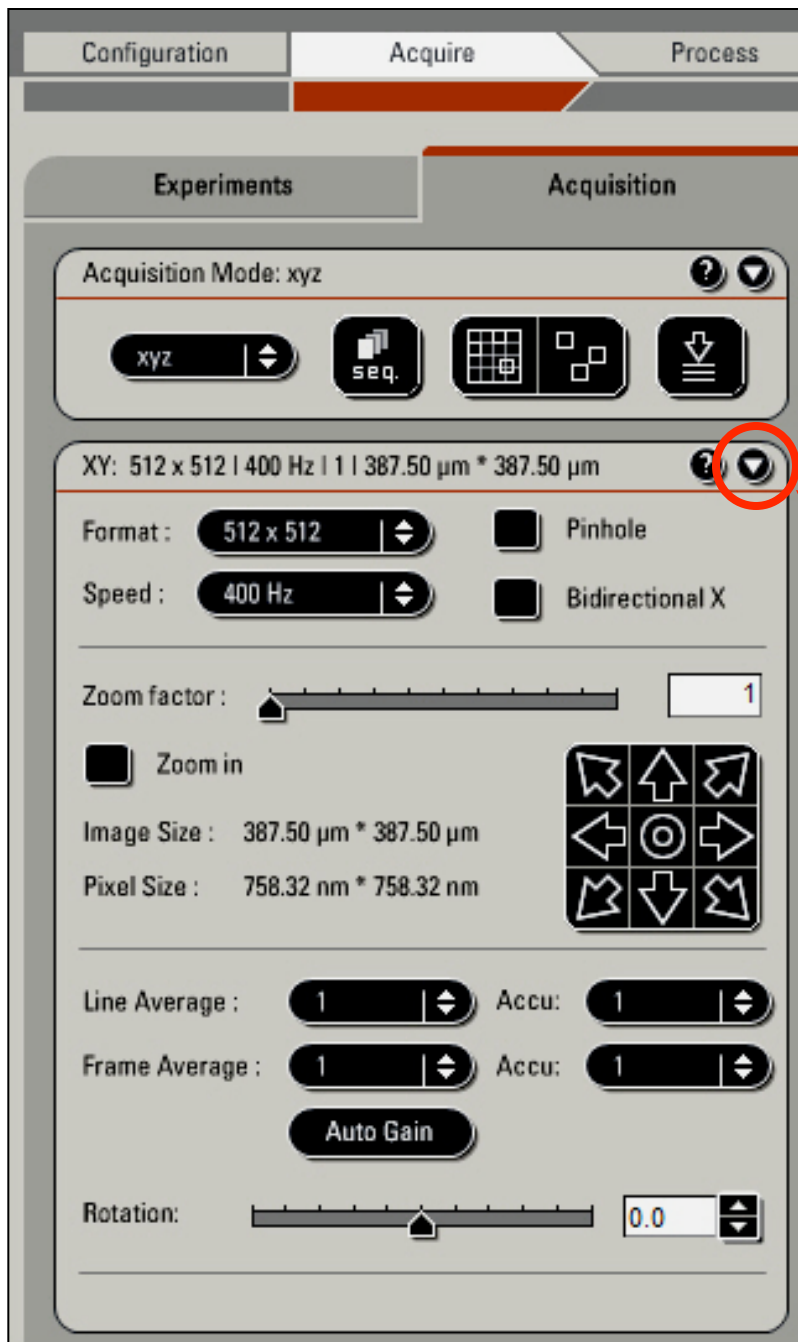 Configuration Acquire Process
Experiments Acquisition
Acquisition Mode: xyz ?
xyz seq.
XY: 512 x 512 | 400 Hz | 1 | 387.50 µm * 387.50 µm ?
Format : 512 x 512 Pinhole
Speed : 400 Hz Bidirectional X
Zoom factor : 1
Zoom in
Image Size : 387.50 µm * 387.50 µm
Pixel Size : 758.32 nm * 758.32 nm
Line Average : 1 Accu: 1
Frame Average : 1 Accu: 1
Auto Gain
Rotation: 0.0